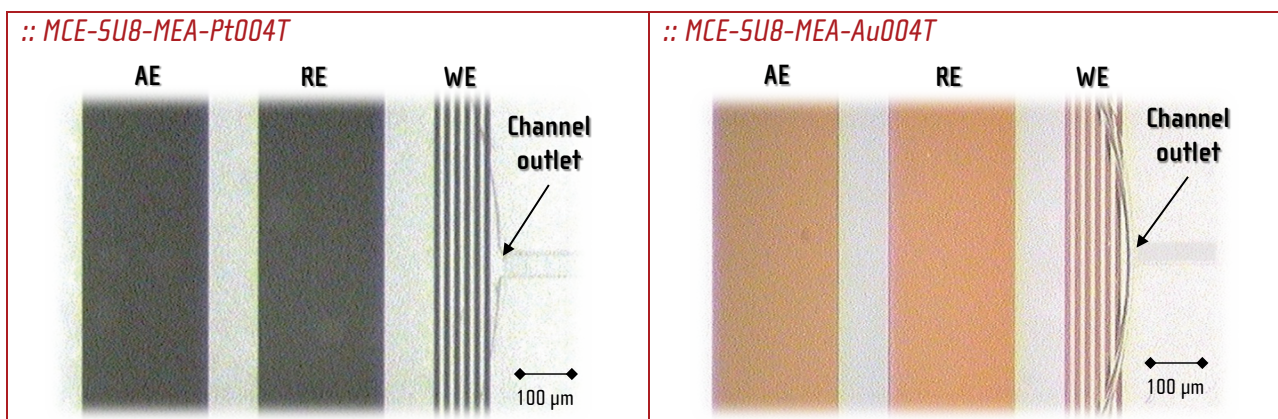 :: MCE-SU8-MEA-Pt004T
AE RE WE
Channel
outlet
100 µm
:: MCE-SU8-MEA-Au004T
AE RE WE
Channel
outlet
100 µm